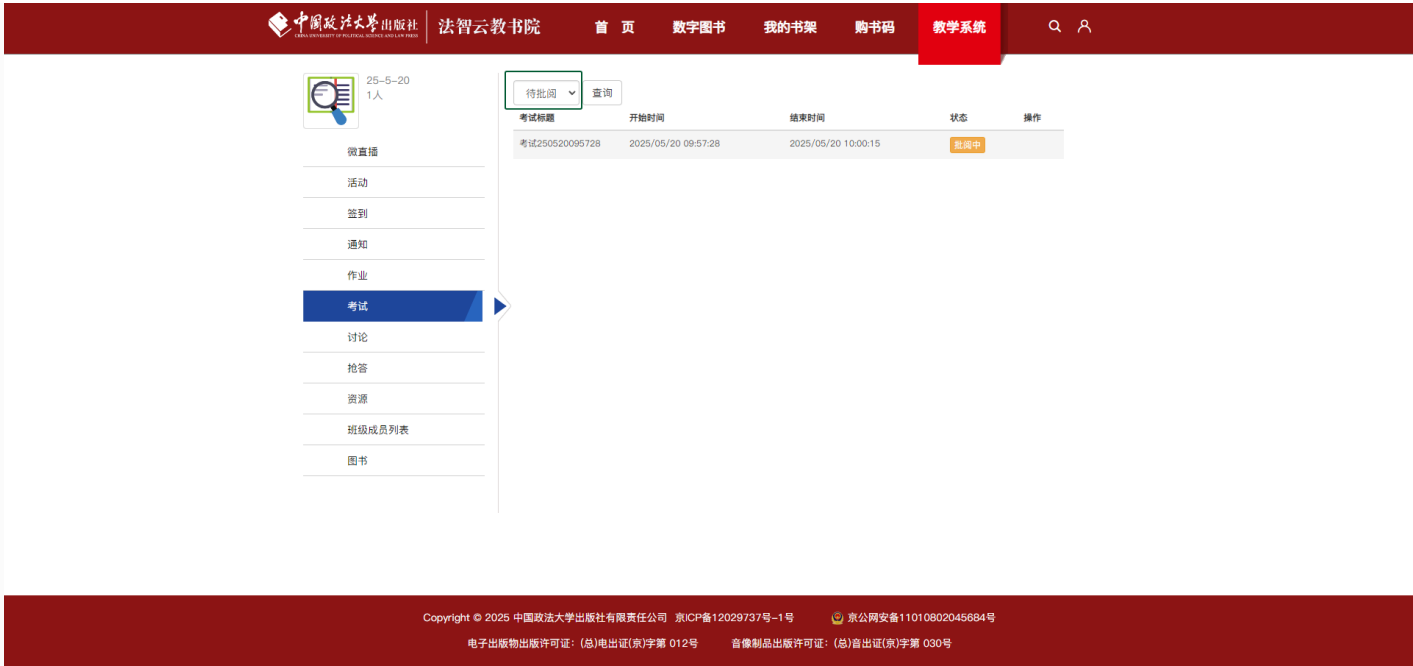 中国政法大学出版社 法智云教书院 首 页 数字图书 我的书架 购书码 教学系统
CHINA UNIVERSITY OF POLITICAL SCIENCE AND LAW PRESS
25-5-20
1人
待批阅 查询
考试标题 开始时间 结束时间 状态 操作
考试250520095728 2025/05/20 09:57:28 2025/05/20 10:00:15 批阅中
微直播
活动
签到
通知
作业
考试
讨论
抢答
资源
班级成员列表
图书
Copyright © 2025 中国政法大学出版社有限责任公司 京ICP备12029737号-1号 京公网安备11010802045684号
电子出版物出版许可证：(总)电出证(京)字第 012号 音像制品出版许可证：(总)音出证(京)字第 030号